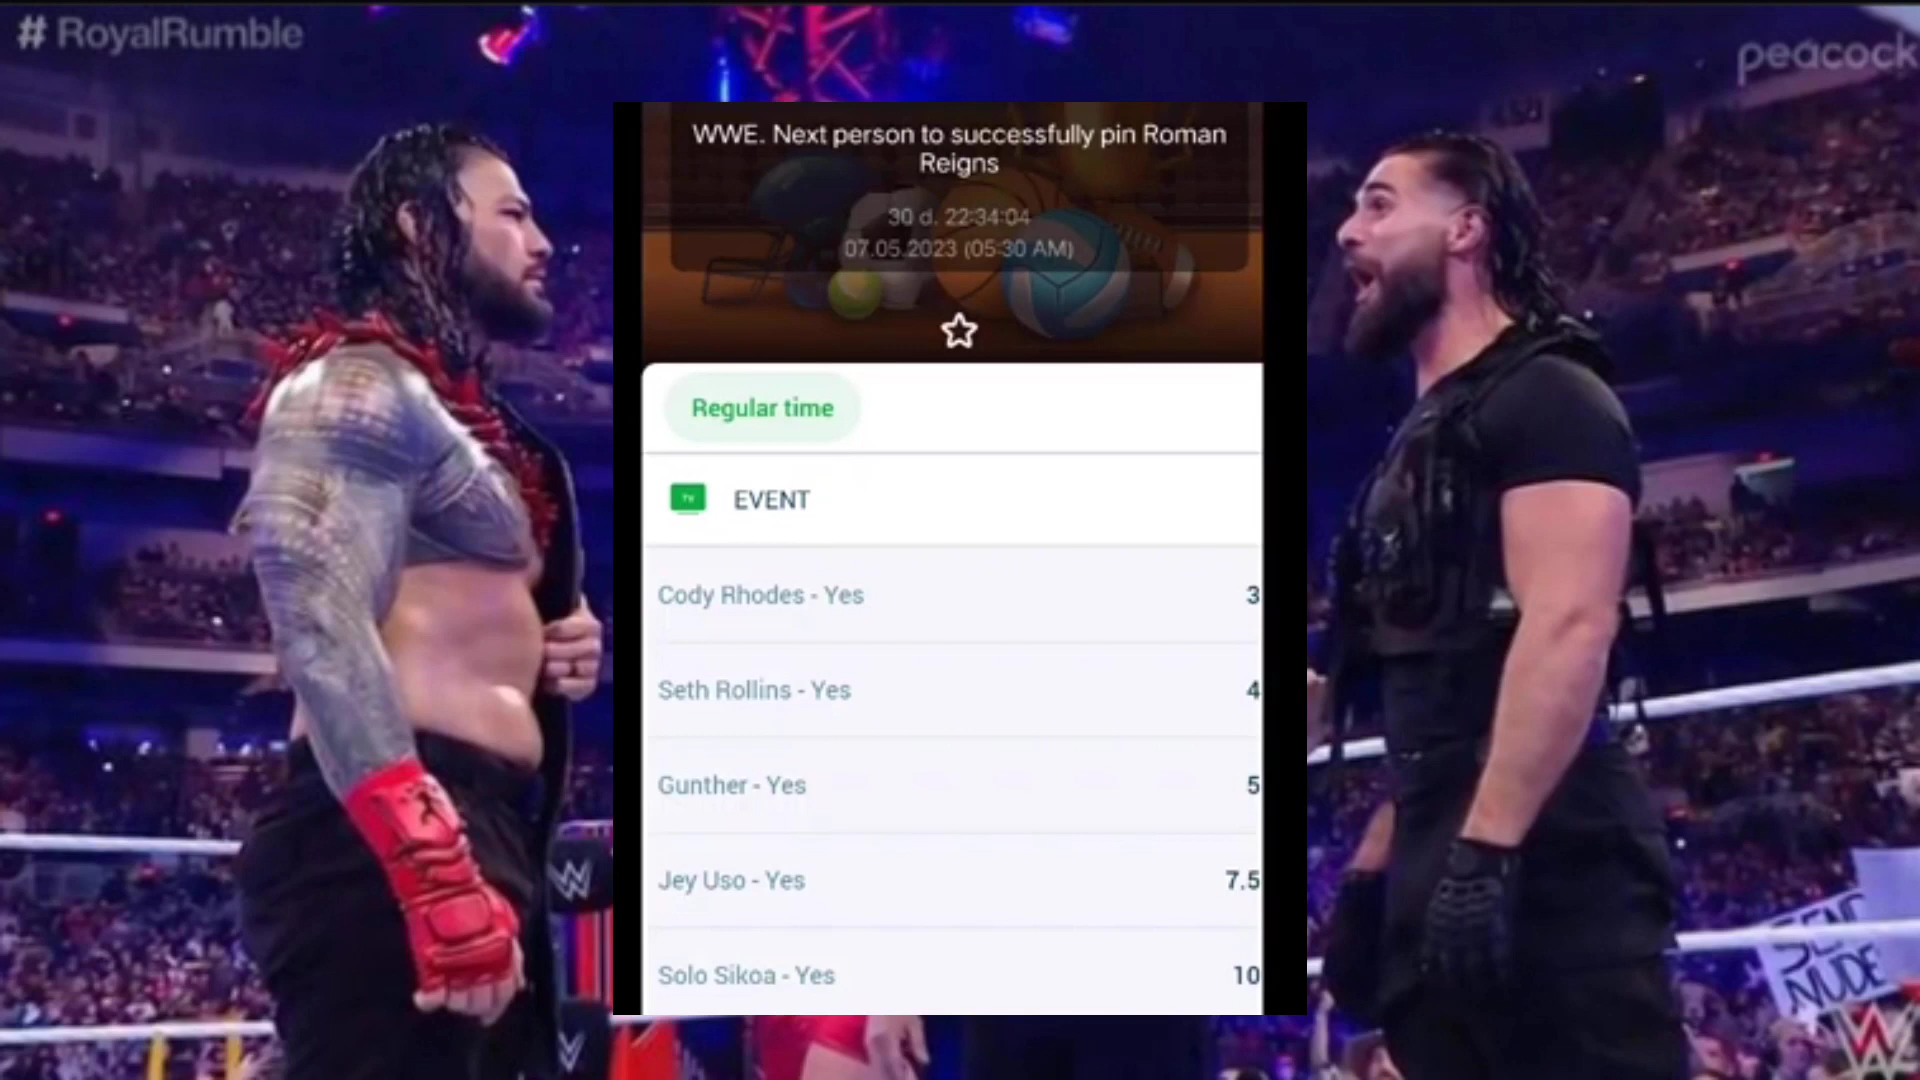 # RoyalRumble
peacock
WWE. Next person to successfully pin Roman
Reigns
30 d. 22:34:04
07.05.2023 (05:30 AM)
Regular time
TV
EVENT
Cody Rhodes - Yes
3
Seth Rollins - Yes
4
Gunther - Yes
5
Jey Uso - Yes
7.5
Solo Sikoa - Yes
10
NUDE